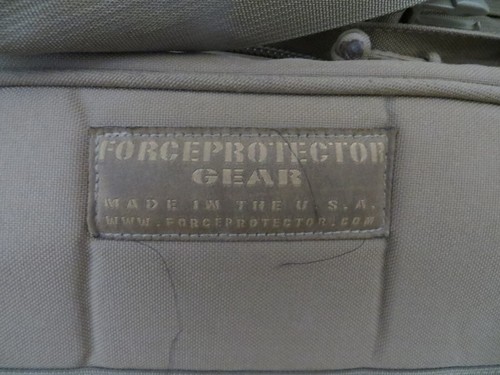 FORCEPROTECTOR
GEAR
MADE IN THE U.S.A.
WWW.FORCEPROTECTOR.COM